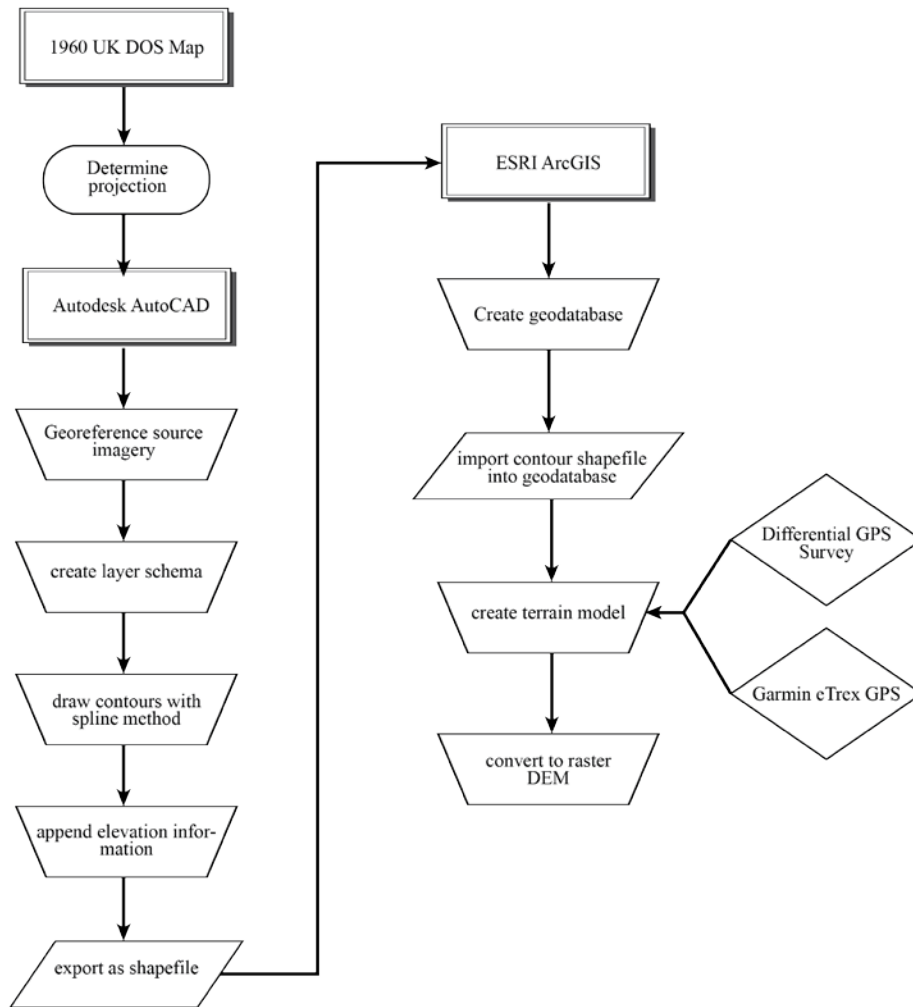 1960 UK DOS Map
Determine
projection
Autodesk AutoCAD
Georeference source
imagery
create layer schema
draw contours with
spline method
append elevation infor-
mation
export as shapefile
ESRI ArcGIS
Create geodatabase
import contour shapefile
into geodatabase
create terrain model
convert to raster
DEM
Differential GPS
Survey
Garmin eTrex GPS